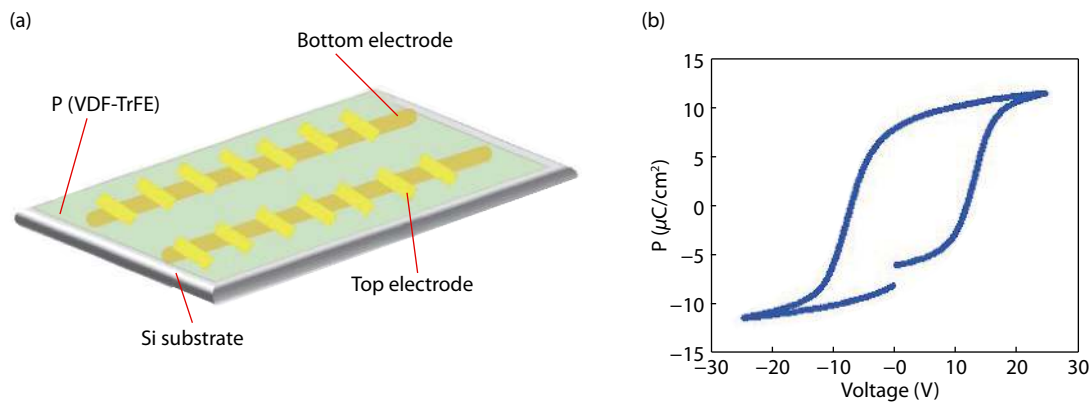 (a)
Bottom electrode
P (VDF-TrFE)
Top electrode
Si substrate
(b)
P (μC/cm²)
15
10
5
0
−5
−10
−15
−30
−20
−10
−0
10
20
30
Voltage (V)